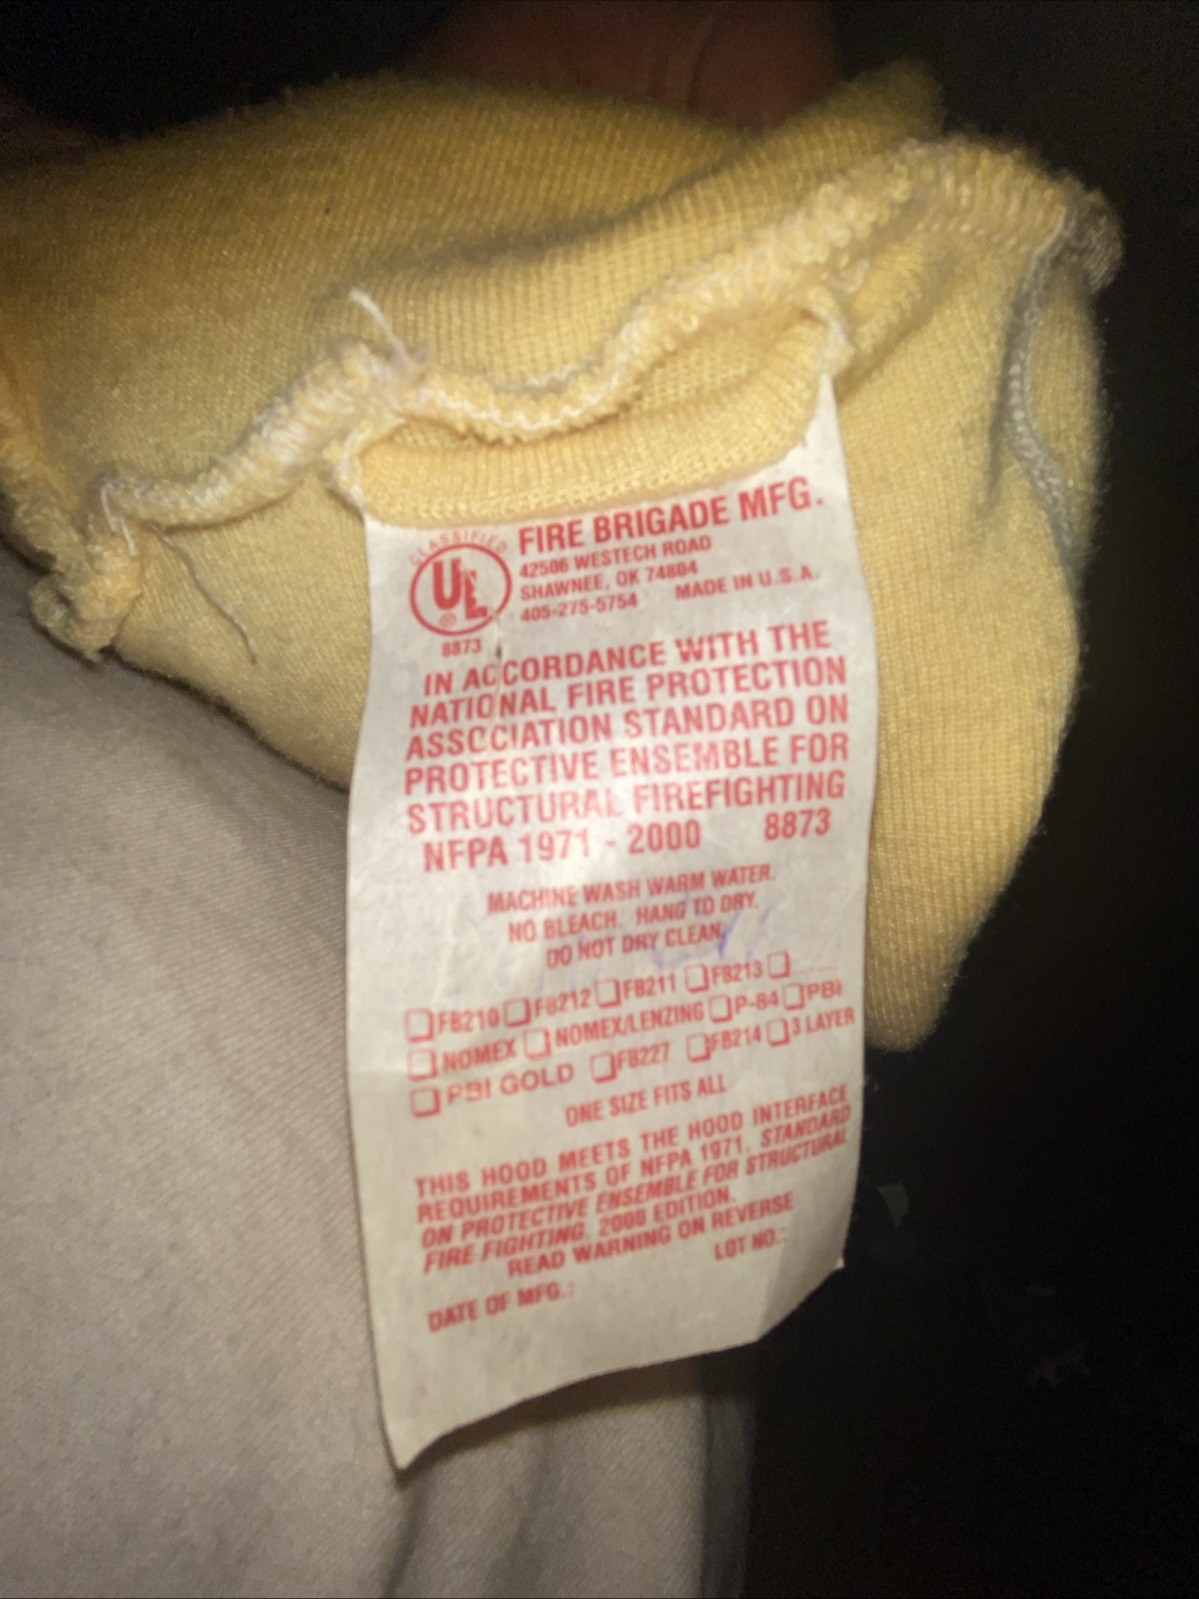 CLASSIFIED
UL
®
8873
FIRE BRIGADE MFG.
42506 WESTECH ROAD
SHAWNEE, OK 74804 MADE IN U.S.A.
405-275-5754
IN ACCORDANCE WITH THE
NATIONAL FIRE PROTECTION
ASSOCIATION STANDARD ON
PROTECTIVE ENSEMBLE FOR
STRUCTURAL FIREFIGHTING
NFPA 1971 - 2000 8873
MACHINE WASH WARM WATER.
NO BLEACH. HANG TO DRY.
DO NOT DRY CLEAN.
☐ FB210 ☐ FB212 ☐ FB211 ☐ FB213 ☐
☐ NOMEX ☐ NOMEX/LENZING ☐ P-84 ☐ PBI
☐ PBI GOLD ☐ FB227 ☐ FB214 ☐ 3 LAYER
ONE SIZE FITS ALL
THIS HOOD MEETS THE HOOD INTERFACE
REQUIREMENTS OF NFPA 1971, STANDARD
ON PROTECTIVE ENSEMBLE FOR STRUCTURAL
FIRE FIGHTING, 2000 EDITION.
READ WARNING ON REVERSE
DATE OF MFG.: LOT NO.: